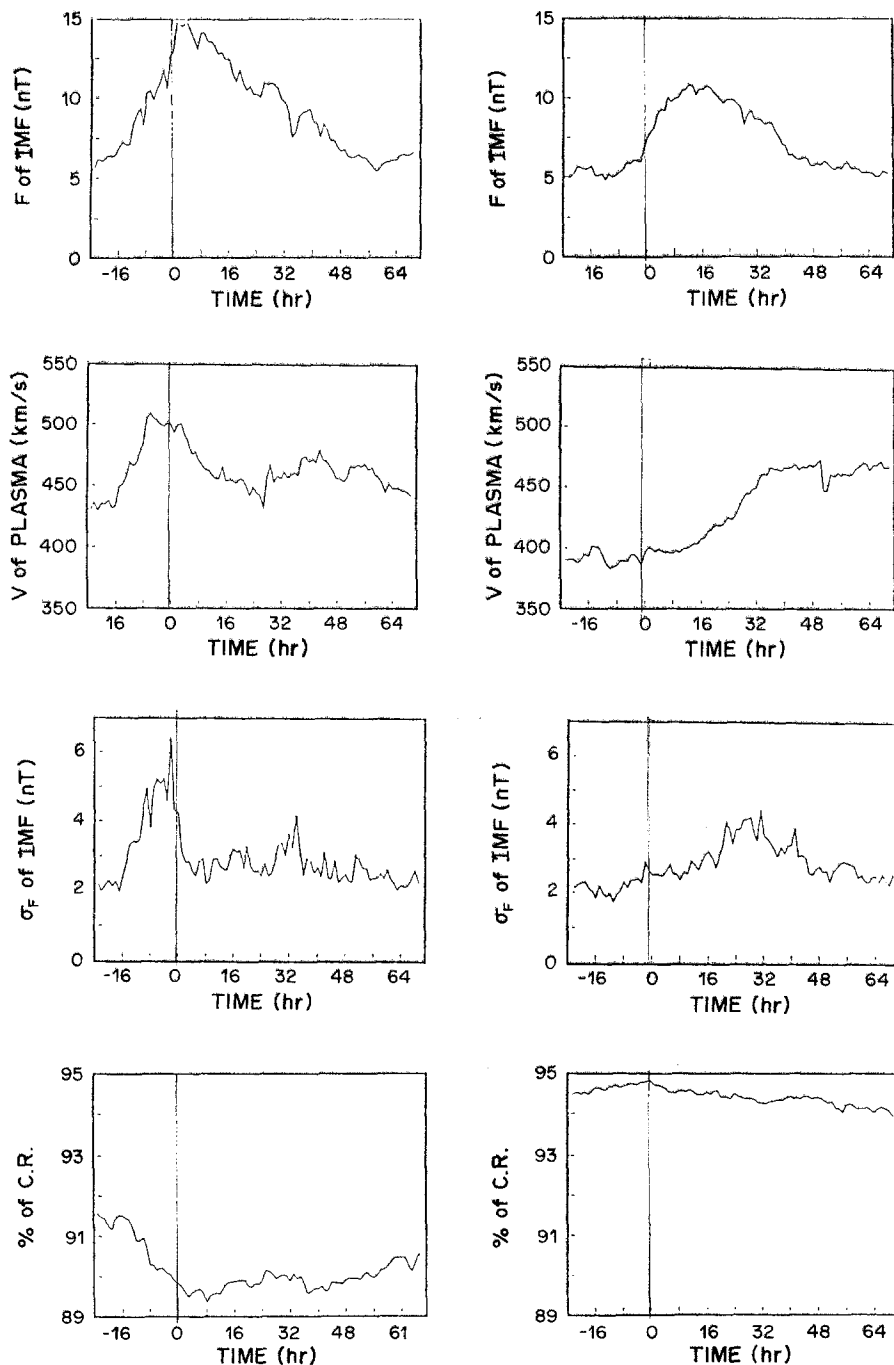 F of IMF (nT)
15
10
5
0
-16 0 16 32 48 64
TIME (hr)
F of IMF (nT)
15
10
5
0
-16 0 16 32 48 64
TIME (hr)
V of PLASMA (km/s)
550
500
450
400
350
16 0 16 32 48 64
TIME (hr)
V of PLASMA (km/s)
550
500
450
400
350
-16 0 16 32 48 64
TIME (hr)
σF of IMF (nT)
6
4
2
0
-16 0 16 32 48 64
TIME (hr)
σF of IMF (nT)
6
4
2
0
-16 0 16 32 48 64
TIME (hr)
% of C.R.
95
93
91
89
-16 0 16 32 48 61
TIME (hr)
% of C.R.
95
93
91
89
-16 0 16 32 48 64
TIME (hr)